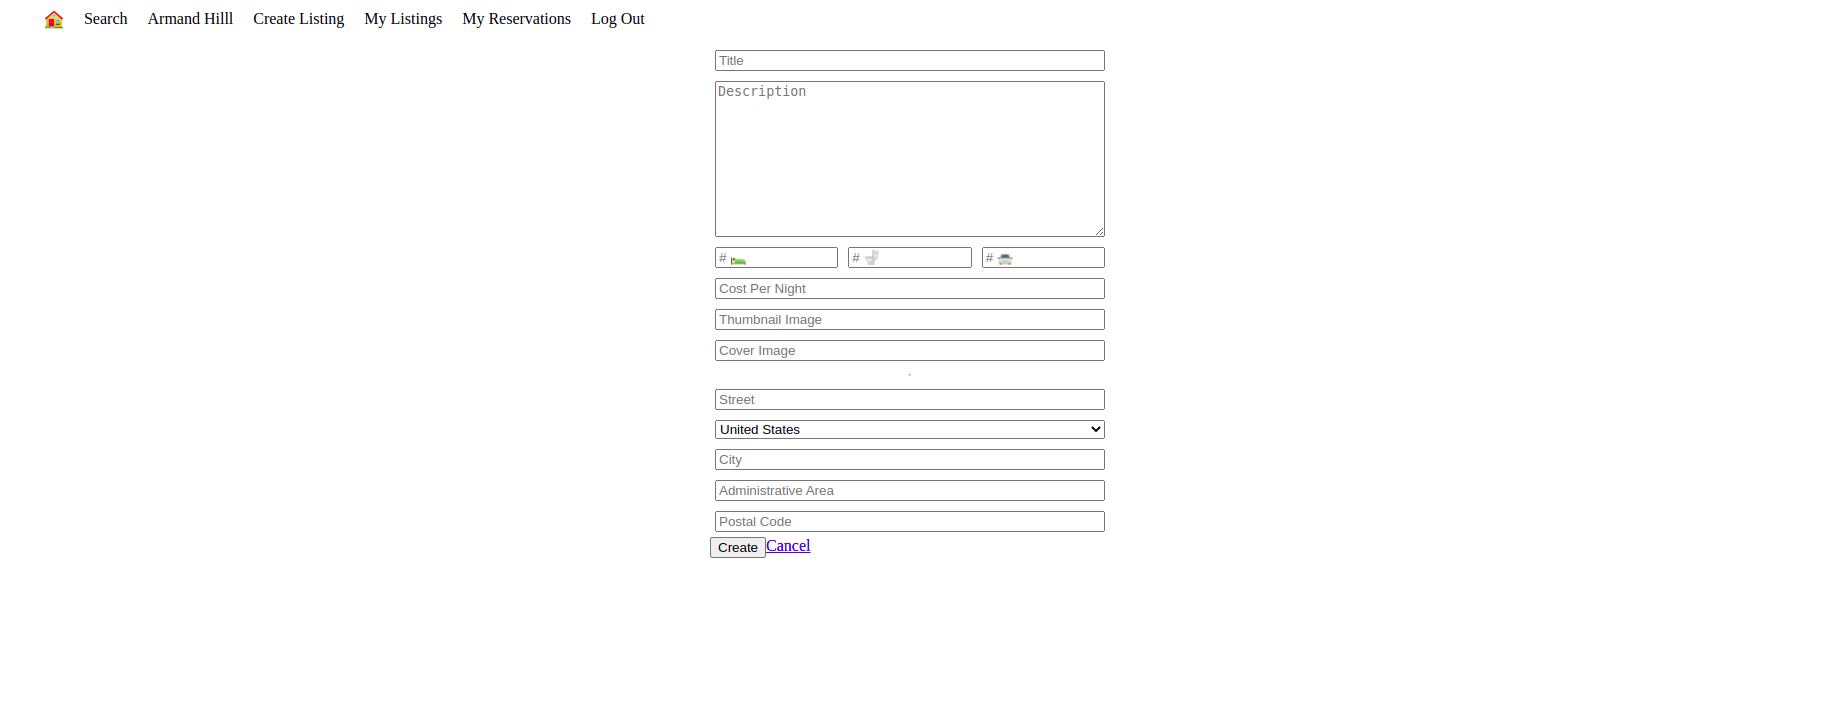 Search Armand Hilll Create Listing My Listings My Reservations Log Out
Title
Description
# # #
Cost Per Night
Thumbnail Image
Cover Image
Street
United States
City
Administrative Area
Postal Code
Create Cancel